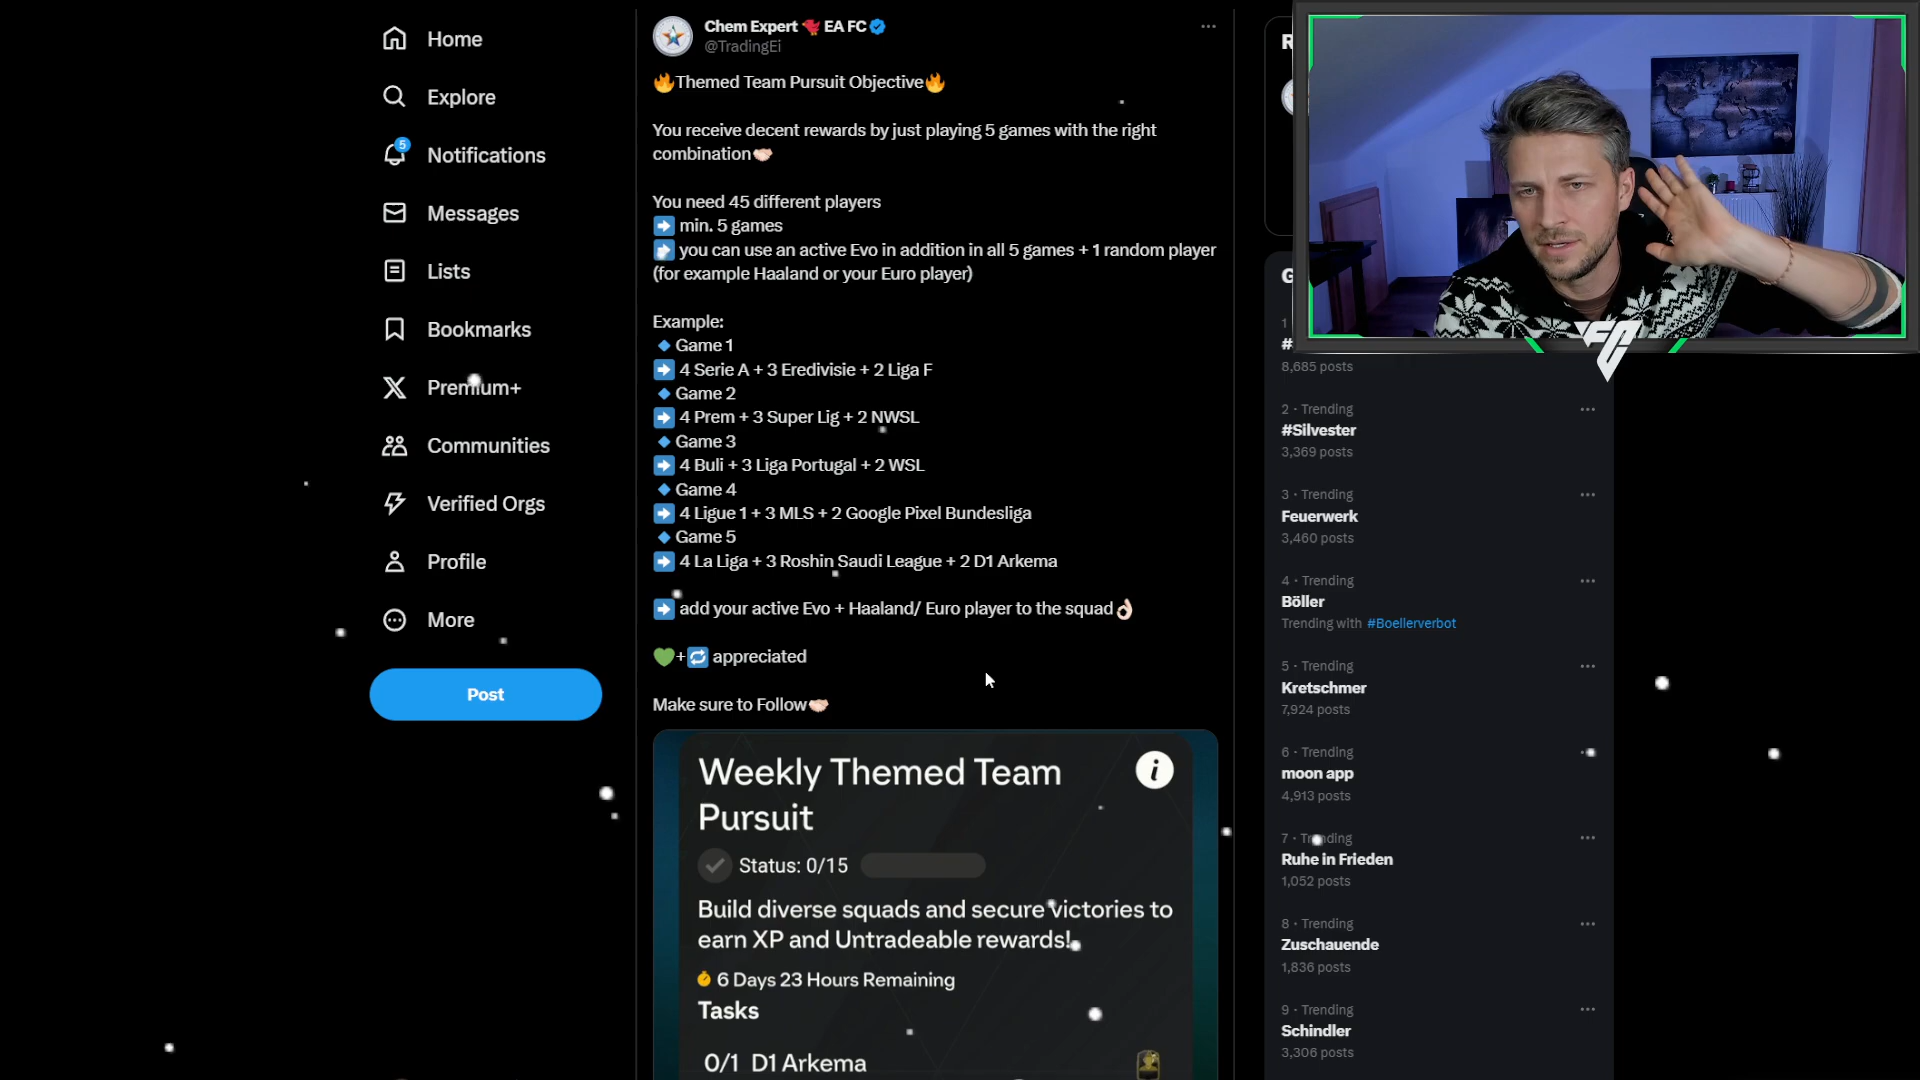 Home
Explore
5
Notifications
Messages
Lists
Bookmarks
Premium+
Communities
Verified Orgs
Profile
More
Post
Chem Expert EA FC
@TradingEi
🔥Themed Team Pursuit Objective🔥
You receive decent rewards by just playing 5 games with the right
combination🤝🏻
You need 45 different players
➡️ min. 5 games
➡️ you can use an active Evo in addition in all 5 games + 1 random player
(for example Haaland or your Euro player)
Example:
🔹Game 1
➡️ 4 Serie A + 3 Eredivisie + 2 Liga F
🔹Game 2
➡️ 4 Prem + 3 Super Lig + 2 NWSL
🔹Game 3
➡️ 4 Buli + 3 Liga Portugal + 2 WSL
🔹Game 4
➡️ 4 Ligue 1 + 3 MLS + 2 Google Pixel Bundesliga
🔹Game 5
➡️ 4 La Liga + 3 Roshin Saudi League + 2 D1 Arkema
➡️ add your active Evo + Haaland/ Euro player to the squad👌🏻
💚+🔁 appreciated
Make sure to Follow🤝🏻
Weekly Themed Team
Pursuit
Status: 0/15
Build diverse squads and secure victories to
earn XP and Untradeable rewards!
6 Days 23 Hours Remaining
Tasks
0/1 D1 Arkema
R
G
1
#
8,685 posts
2 · Trending
#Silvester
3,369 posts
3 · Trending
Feuerwerk
3,460 posts
4 · Trending
Böller
Trending with #Boellerverbot
5 · Trending
Kretschmer
7,924 posts
6 · Trending
moon app
4,913 posts
7 · Trending
Ruhe in Frieden
1,052 posts
8 · Trending
Zuschauende
1,836 posts
9 · Trending
Schindler
3,306 posts